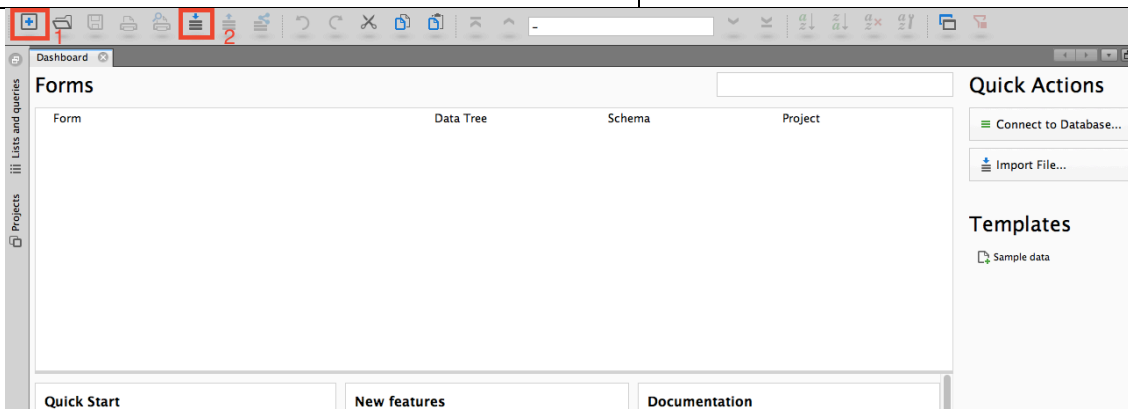 1
2
–
Dashboard
Lists and queries
Projects
Forms
Form Data Tree Schema Project
Quick Actions
Connect to Database...
Import File...
Templates
Sample data
Quick Start
New features
Documentation